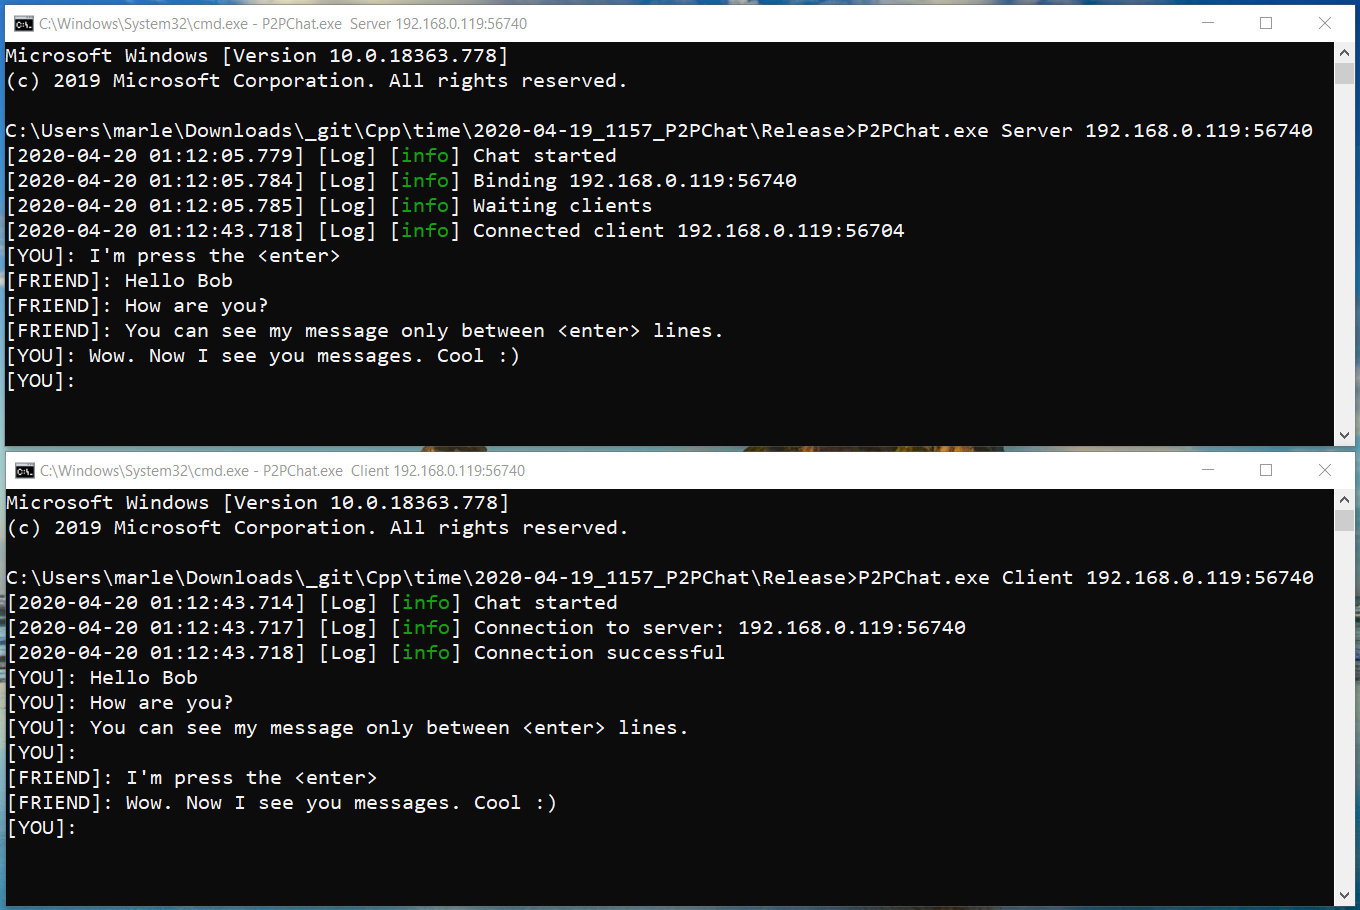 C:\Windows\System32\cmd.exe - P2PChat.exe  Server 192.168.0.119:56740
Microsoft Windows [Version 10.0.18363.778]
(c) 2019 Microsoft Corporation. All rights reserved.
C:\Users\marle\Downloads\_git\Cpp\time\2020-04-19_1157_P2PChat\Release>P2PChat.exe Server 192.168.0.119:56740
[2020-04-20 01:12:05.779] [Log] [info] Chat started
[2020-04-20 01:12:05.784] [Log] [info] Binding 192.168.0.119:56740
[2020-04-20 01:12:05.785] [Log] [info] Waiting clients
[2020-04-20 01:12:43.718] [Log] [info] Connected client 192.168.0.119:56704
[YOU]: I'm press the <enter>
[FRIEND]: Hello Bob
[FRIEND]: How are you?
[FRIEND]: You can see my message only between <enter> lines.
[YOU]: Wow. Now I see you messages. Cool :)
[YOU]:
C:\Windows\System32\cmd.exe - P2PChat.exe  Client 192.168.0.119:56740
Microsoft Windows [Version 10.0.18363.778]
(c) 2019 Microsoft Corporation. All rights reserved.
C:\Users\marle\Downloads\_git\Cpp\time\2020-04-19_1157_P2PChat\Release>P2PChat.exe Client 192.168.0.119:56740
[2020-04-20 01:12:43.714] [Log] [info] Chat started
[2020-04-20 01:12:43.717] [Log] [info] Connection to server: 192.168.0.119:56740
[2020-04-20 01:12:43.718] [Log] [info] Connection successful
[YOU]: Hello Bob
[YOU]: How are you?
[YOU]: You can see my message only between <enter> lines.
[YOU]:
[FRIEND]: I'm press the <enter>
[FRIEND]: Wow. Now I see you messages. Cool :)
[YOU]: